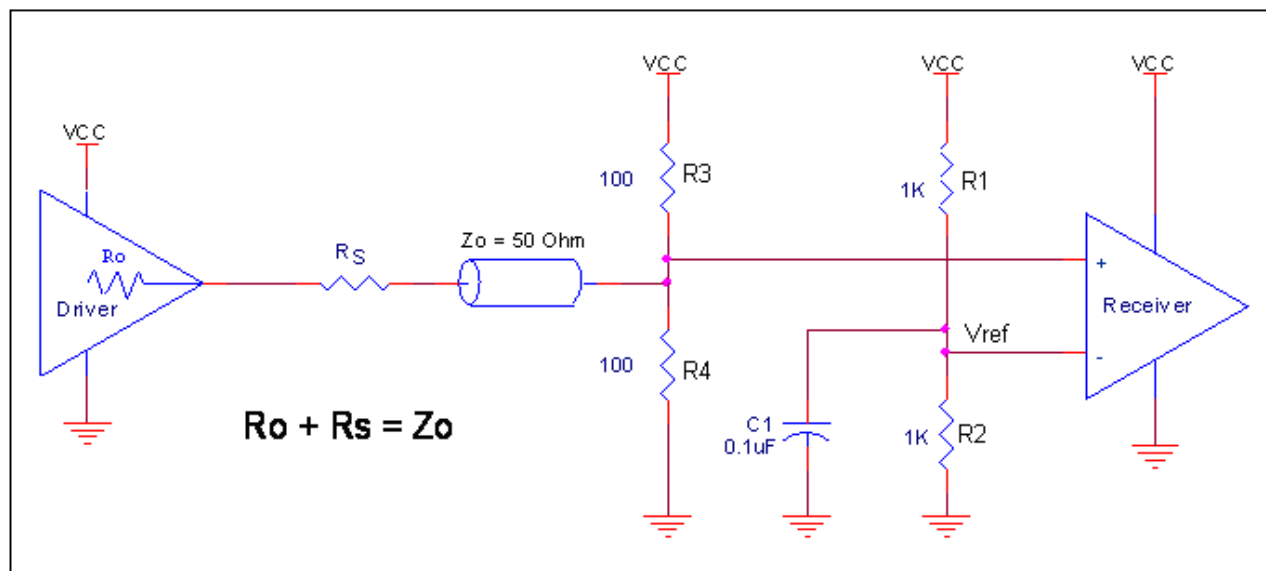 VCC
VCC
VCC
VCC
100
R3
1K
R1
Zo = 50 Ohm
Ro
RS
+
Driver
Receiver
Vref
-
100
R4
Ro + Rs = Zo
C1
0.1uF
1K
R2